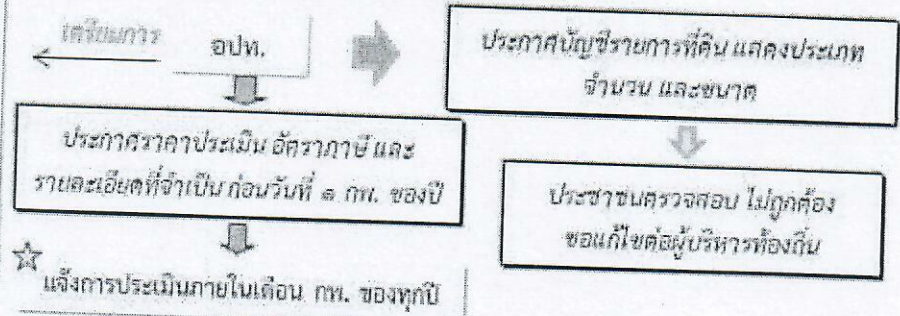 เตรียมการ
อปท.
ประกาศบัญชีรายการที่ดิน แสดงประเภท
จำนวน และขนาด
ประกาศราคาประเมิน อัตราภาษี และ
รายละเอียดที่จำเป็น ก่อนวันที่ ๑ กพ. ของปี
ประชาชนตรวจสอบ ไม่ถูกต้อง
ขอแก้ไขต่อผู้บริหารท้องถิ่น
แจ้งการประเมินภายในเดือน กพ. ของทุกปี